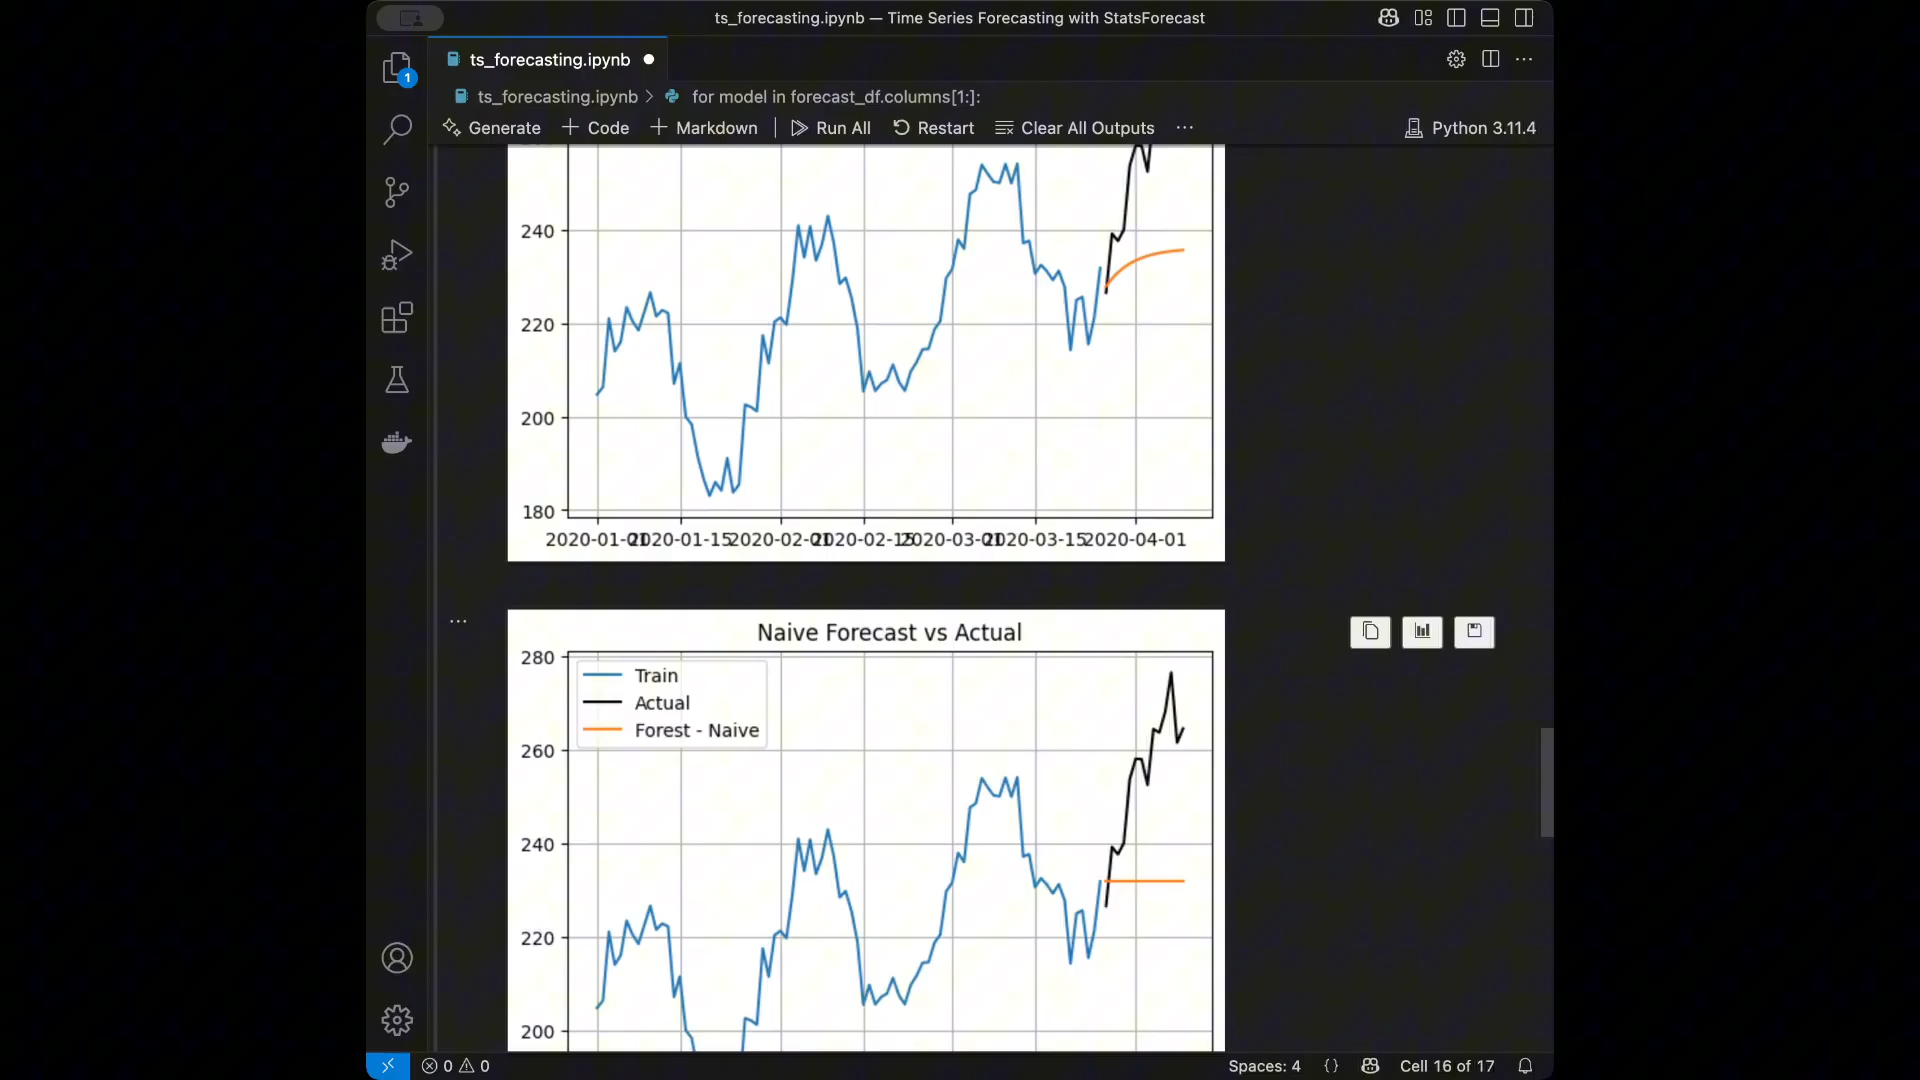 ts_forecasting.ipynb — Time Series Forecasting with StatsForecast
ts_forecasting.ipynb
1
ts_forecasting.ipynb > for model in forecast_df.columns[1:]:
Generate + Code + Markdown | Run All Restart Clear All Outputs ... Python 3.11.4
240
220
200
180
2020-01-01 2020-01-15 2020-02-01 2020-02-15 2020-03-01 2020-03-15 2020-04-01
Naive Forecast vs Actual
280
Train
Actual
Forest - Naive
260
240
220
200
0 0 Spaces: 4 {} Cell 16 of 17